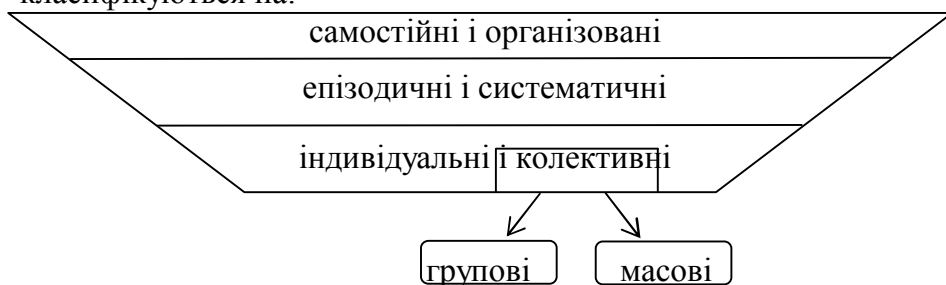 класифікуються на:
самостійні і організовані
епізодичні і систематичні
індивідуальні і колективні
групові масові